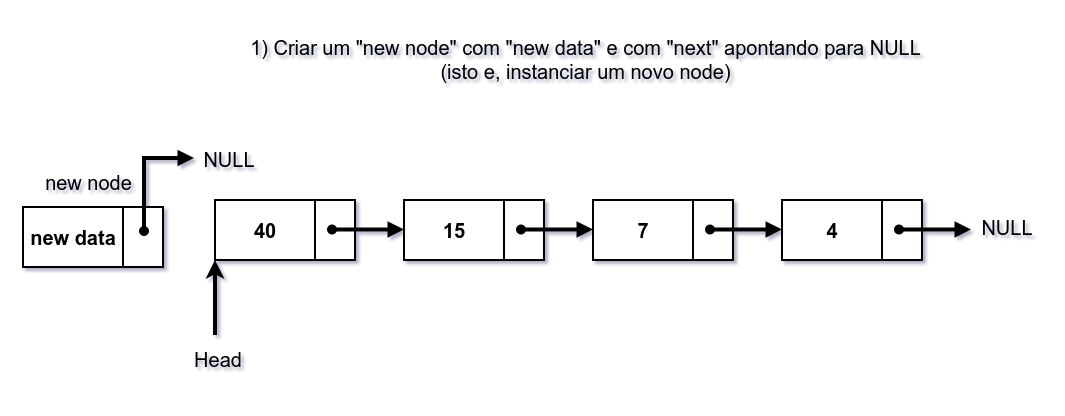 1) Criar um "new node" com "new data" e com "next" apontando para NULL
(isto e, instanciar um novo node)
NULL
new node
new data
40
15
7
4
NULL
Head